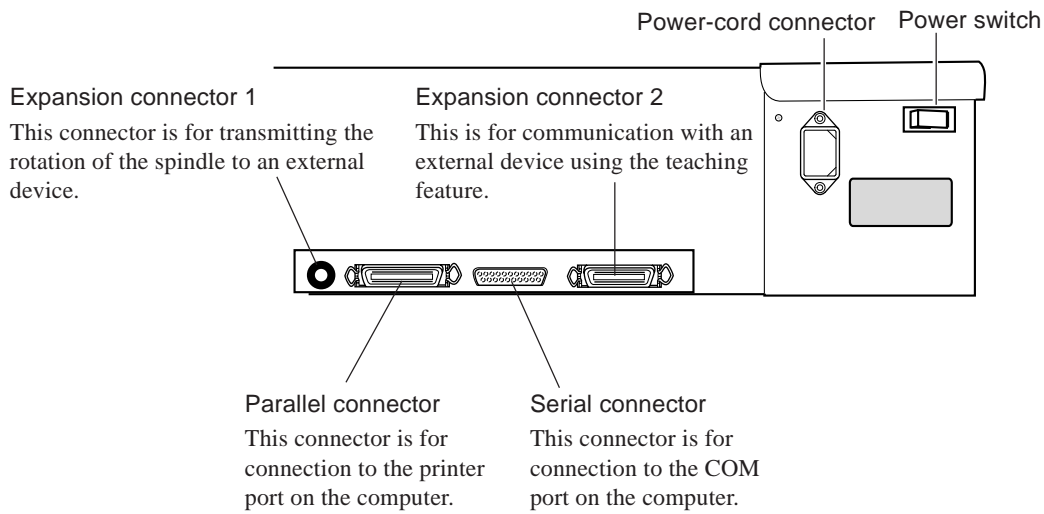 Power-cord connector
Power switch
Expansion connector 1
This connector is for transmitting the
rotation of the spindle to an external
device.
Expansion connector 2
This is for communication with an
external device using the teaching
feature.
Parallel connector
This connector is for
connection to the printer
port on the computer.
Serial connector
This connector is for
connection to the COM
port on the computer.